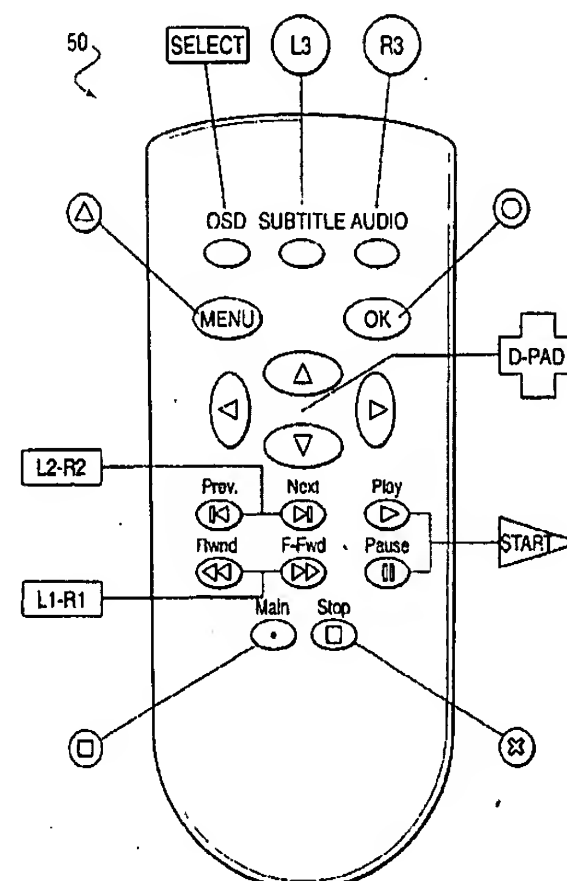 50
SELECT
L3
R3
OSD SUBTITLE AUDIO
MENU
OK
D-PAD
L2-R2
Prev. Next Play
Rwnd F-Fwd Pause
START
L1-R1
Main Stop